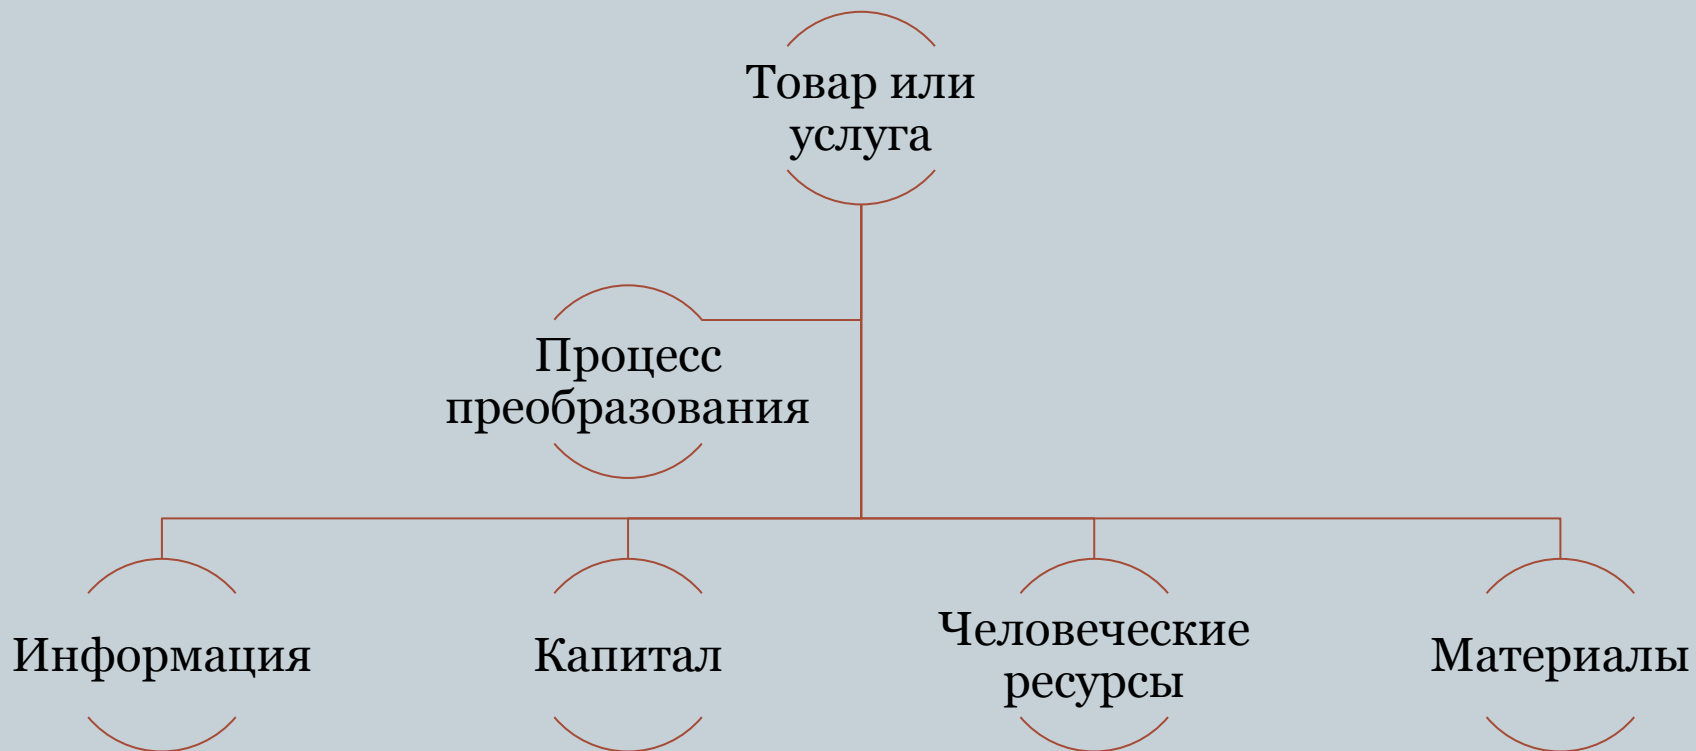 Товар или
услуга
Процесс
преобразования
Информация
Капитал
Человеческие
ресурсы
Материалы